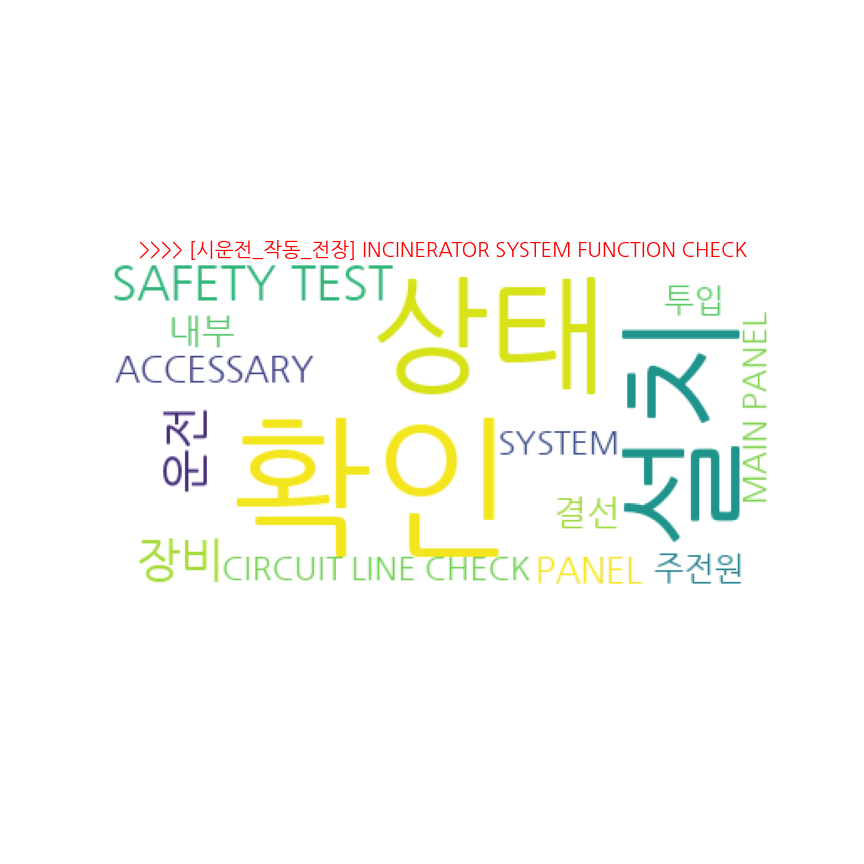 >>>> [시운전_작동_전장] INCINERATOR SYSTEM FUNCTION CHECK
SAFETY TEST
상태
투입
내부
설치
MAIN PANEL
ACCESSARY
운전
확인
SYSTEM
결선
장비
CIRCUIT LINE CHECK
PANEL
주전원